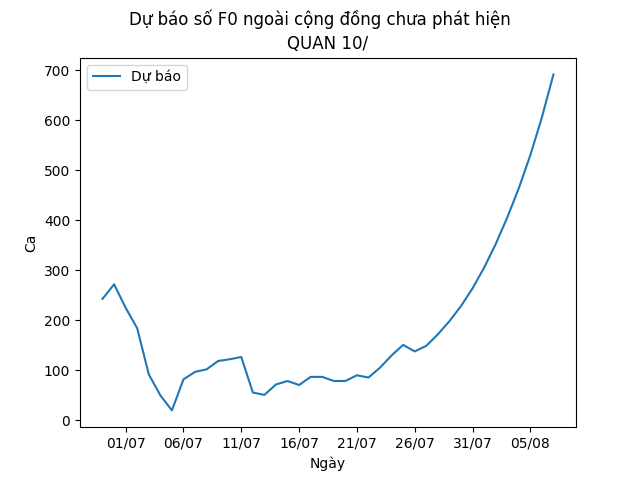 Dự báo số F0 ngoài cộng đồng chưa phát hiện
QUAN 10/
Dự báo
700
600
500
400
300
200
100
0
Ca
01/07 06/07 11/07 16/07 21/07 26/07 31/07 05/08
Ngày